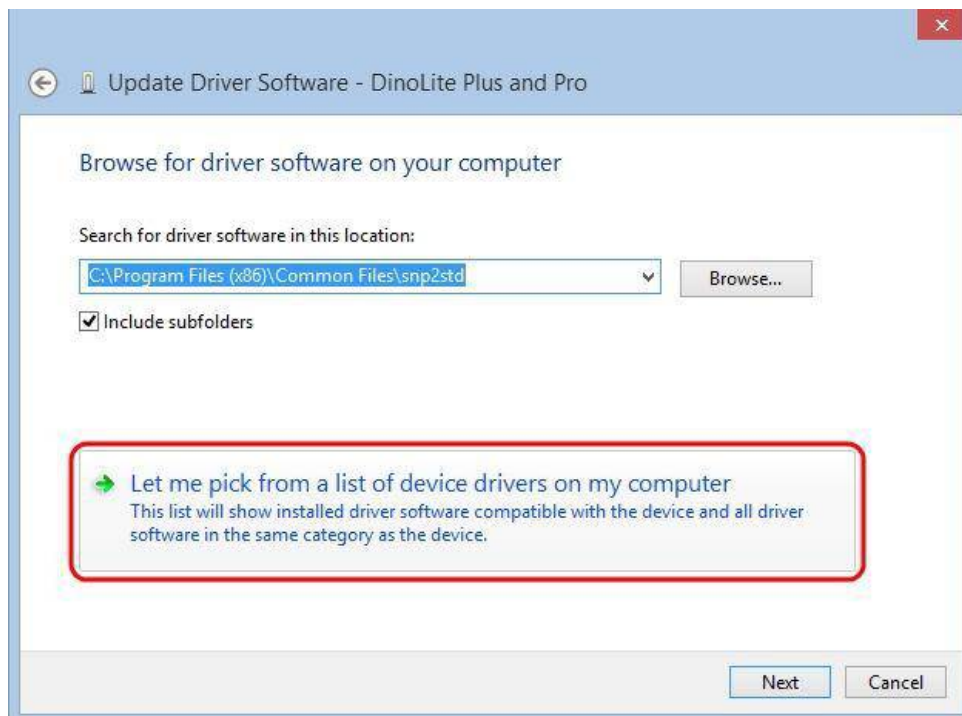 Update Driver Software - DinoLite Plus and Pro
Browse for driver software on your computer
Search for driver software in this location:
C:\Program Files (x86)\Common Files\snp2std
Browse...
Include subfolders
Let me pick from a list of device drivers on my computer
This list will show installed driver software compatible with the device and all driver
software in the same category as the device.
Next
Cancel